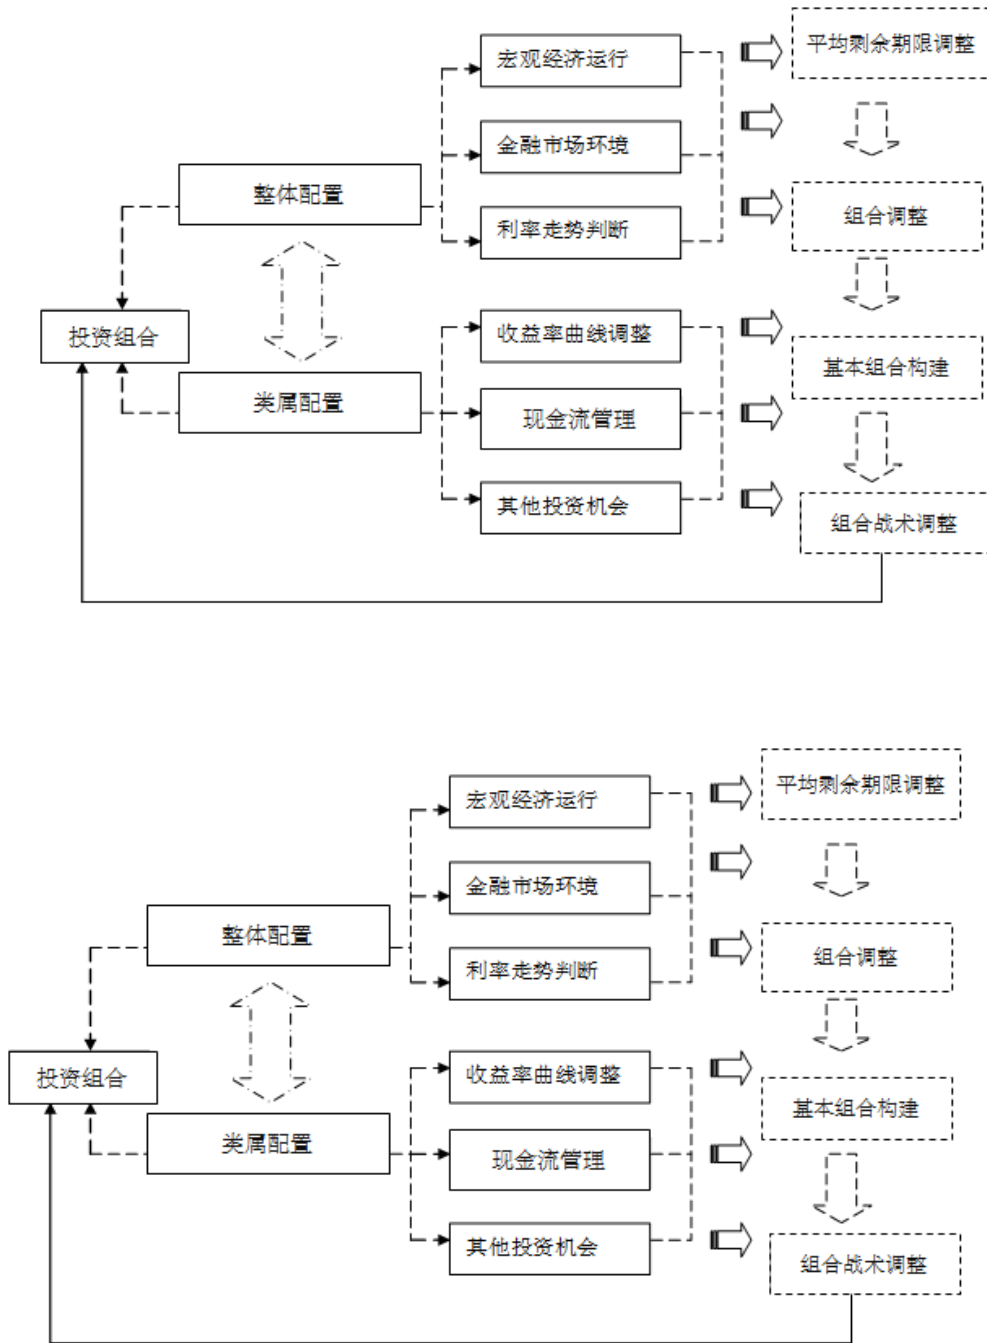 平均剩余期限调整
宏观经济运行
金融市场环境
整体配置
利率走势判断
组合调整
投资组合
收益率曲线调整
基本组合构建
类属配置
现金流管理
其他投资机会
组合战术调整
平均剩余期限调整
宏观经济运行
金融市场环境
整体配置
利率走势判断
组合调整
投资组合
收益率曲线调整
基本组合构建
类属配置
现金流管理
其他投资机会
组合战术调整